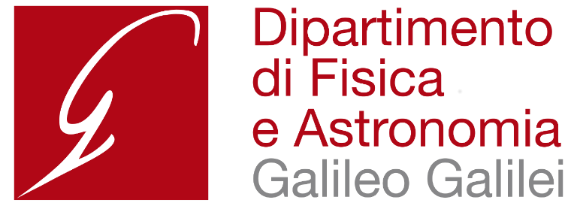 Dipartimento
di Fisica
e Astronomia
Galileo Galilei